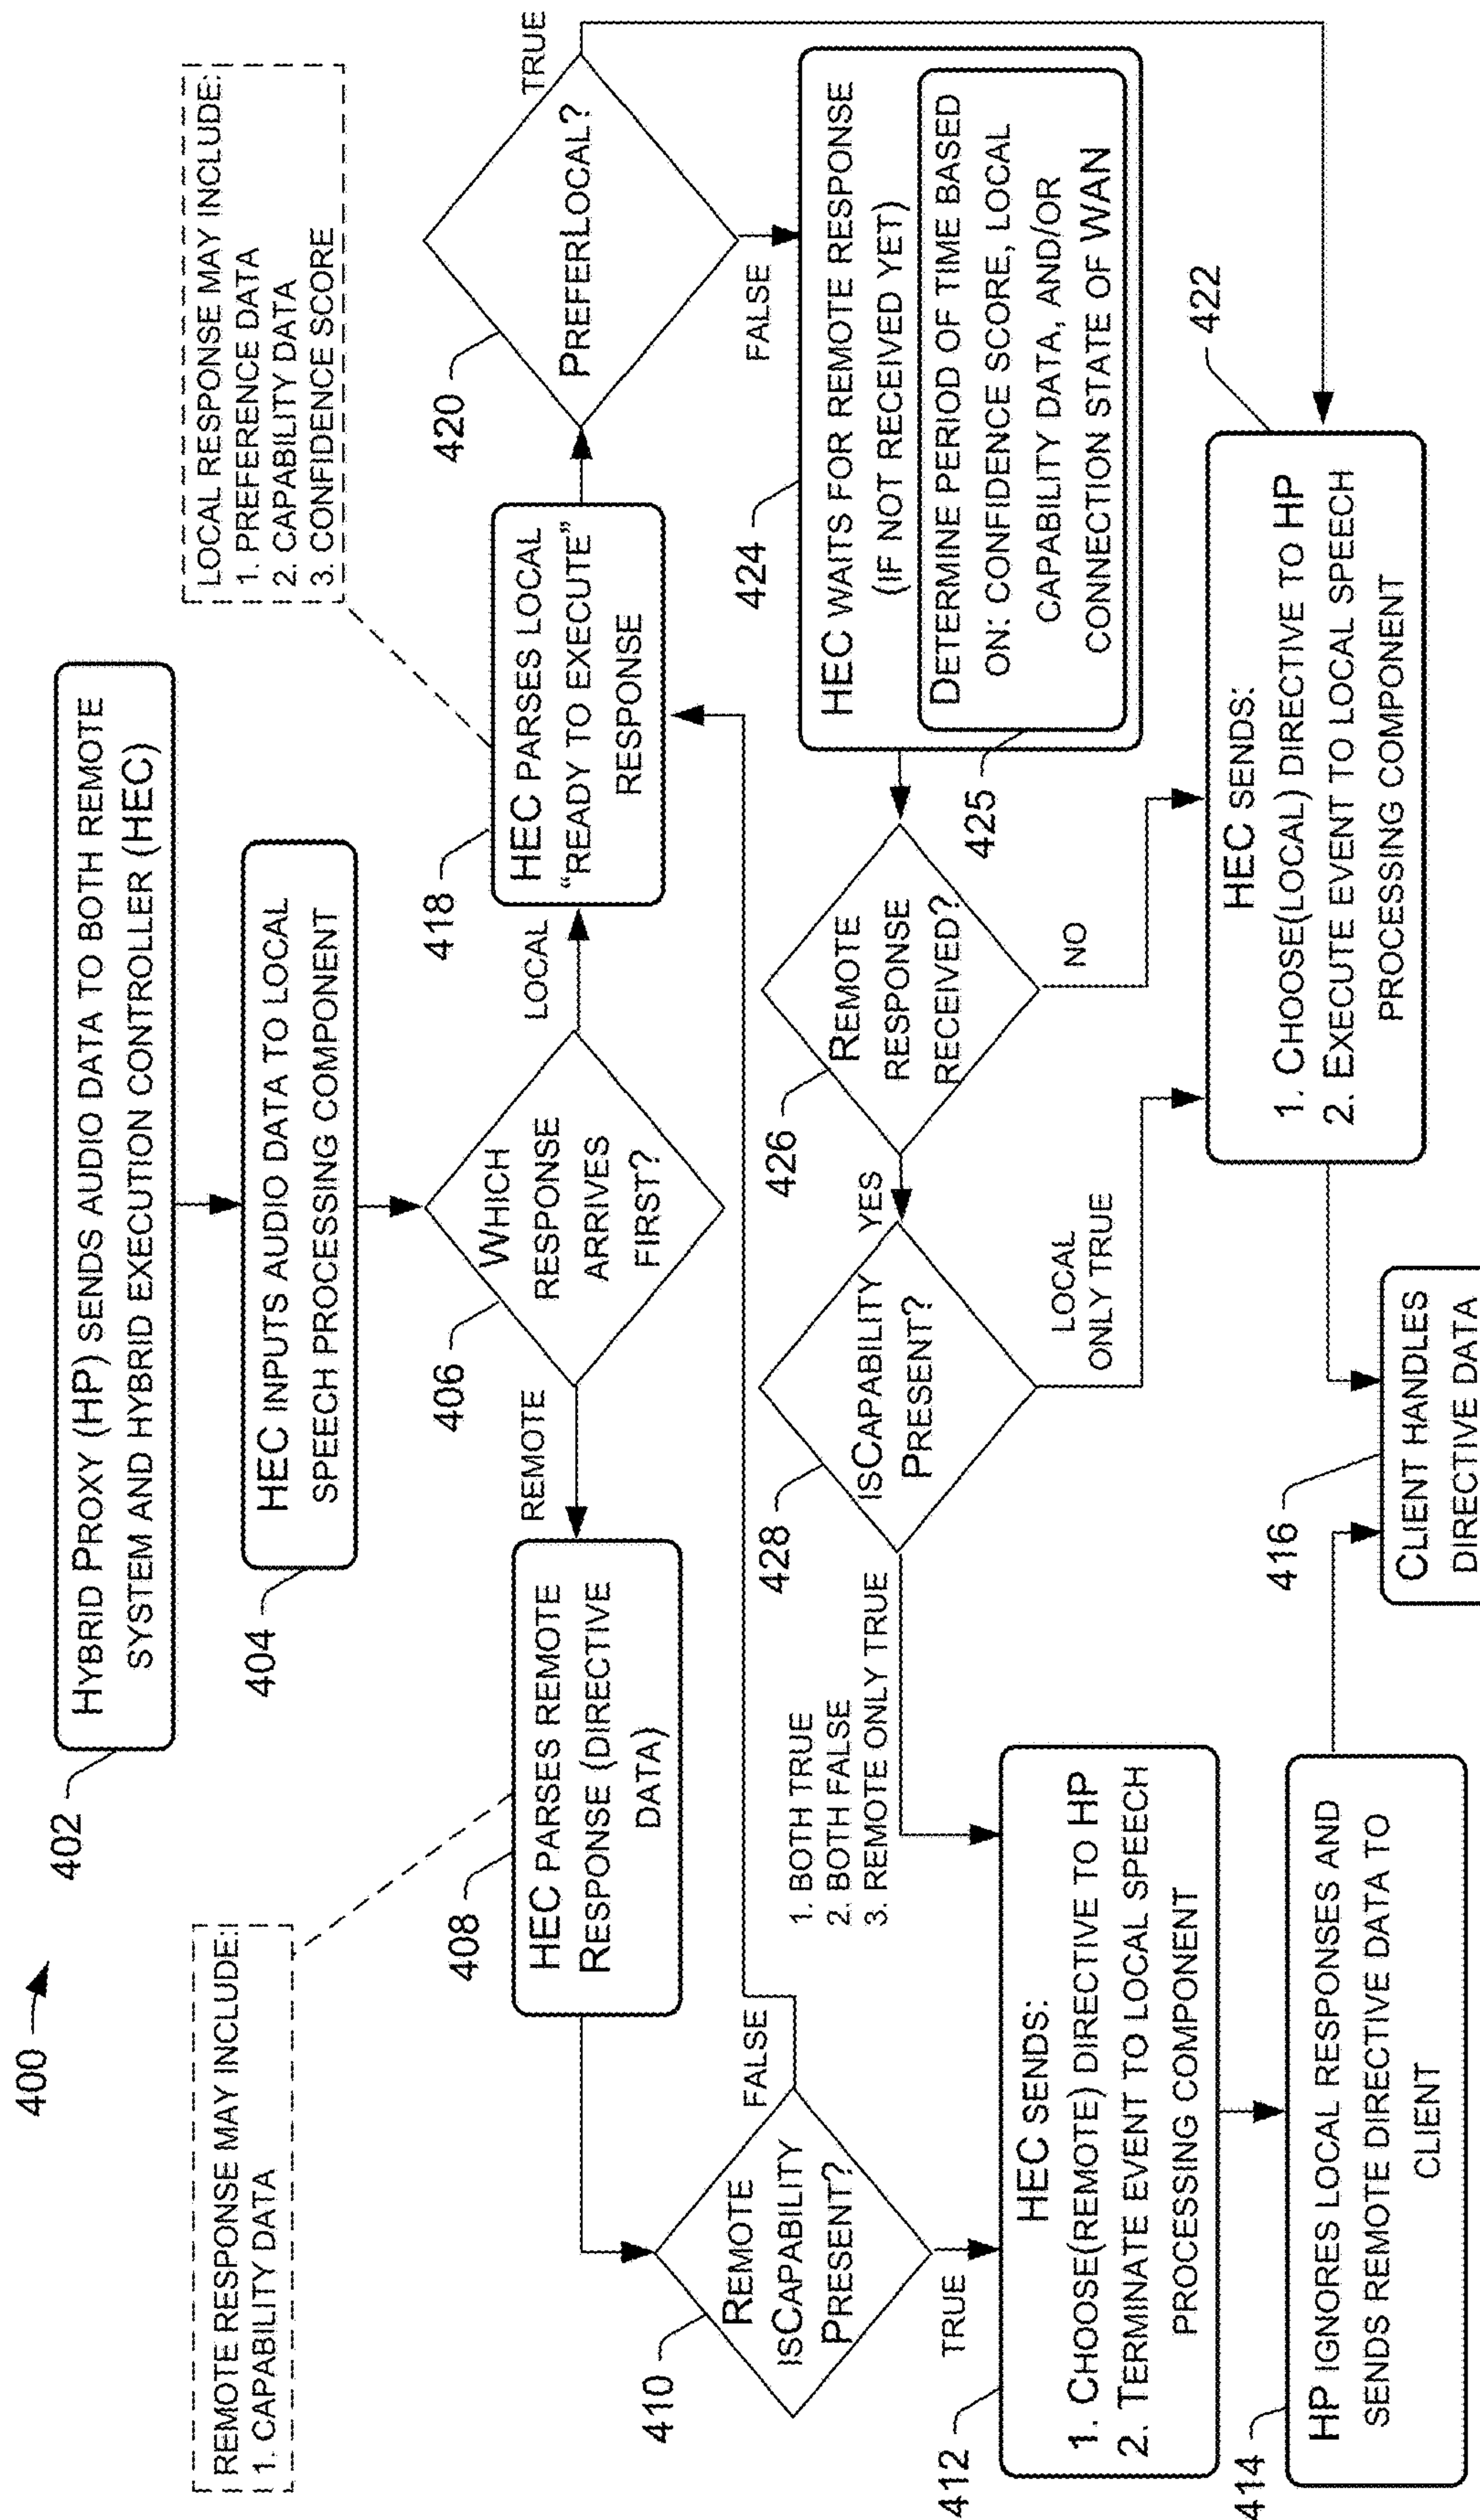 400
402
HYBRID PROXY (HP) SENDS AUDIO DATA TO BOTH REMOTE
SYSTEM AND HYBRID EXECUTION CONTROLLER (HEC)
404
HEC INPUTS AUDIO DATA TO LOCAL
SPEECH PROCESSING COMPONENT
REMOTE RESPONSE MAY INCLUDE:
1. CAPABILITY DATA
LOCAL RESPONSE MAY INCLUDE:
1. PREFERENCE DATA
2. CAPABILITY DATA
3. CONFIDENCE SCORE
406
WHICH
RESPONSE
ARRIVES
FIRST?
REMOTE
LOCAL
408
HEC PARSES REMOTE
RESPONSE (DIRECTIVE
DATA)
418
HEC PARSES LOCAL
“READY TO EXECUTE”
RESPONSE
420
PREFERLOCAL?
TRUE
FALSE
410
REMOTE
ISCAPABILITY
PRESENT?
FALSE
TRUE
424
HEC WAITS FOR REMOTE RESPONSE
(IF NOT RECEIVED YET)
425
DETERMINE PERIOD OF TIME BASED
ON: CONFIDENCE SCORE, LOCAL
CAPABILITY DATA, AND/OR
CONNECTION STATE OF WAN
426
REMOTE
RESPONSE
RECEIVED?
YES
NO
428
ISCAPABILITY
PRESENT?
1. BOTH TRUE
2. BOTH FALSE
3. REMOTE ONLY TRUE
LOCAL
ONLY TRUE
412
HEC SENDS:
1. CHOOSE(REMOTE) DIRECTIVE TO HP
2. TERMINATE EVENT TO LOCAL SPEECH
PROCESSING COMPONENT
422
HEC SENDS:
1. CHOOSE(LOCAL) DIRECTIVE TO HP
2. EXECUTE EVENT TO LOCAL SPEECH
PROCESSING COMPONENT
414
HP IGNORES LOCAL RESPONSES AND
SENDS REMOTE DIRECTIVE DATA TO
CLIENT
416
CLIENT HANDLES
DIRECTIVE DATA